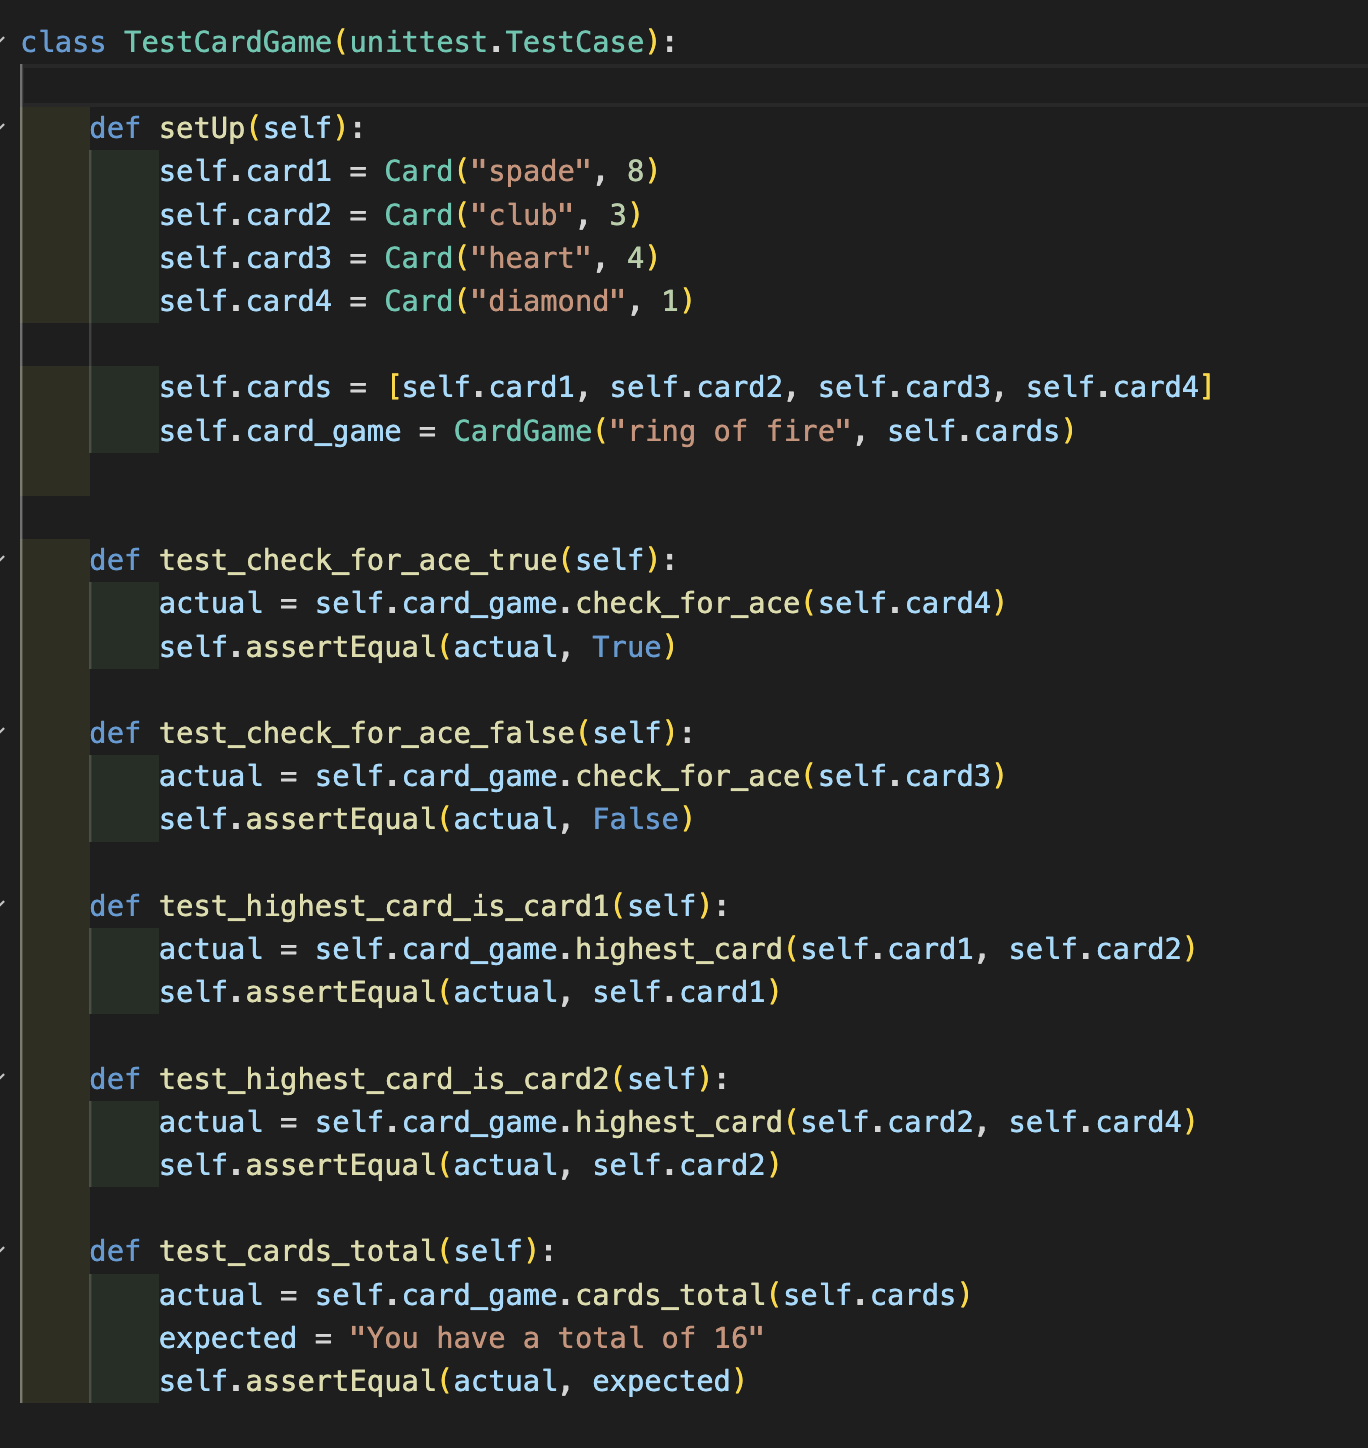 class TestCardGame(unittest.TestCase):
def setUp(self):
self.card1 = Card("spade", 8)
self.card2 = Card("club", 3)
self.card3 = Card("heart", 4)
self.card4 = Card("diamond", 1)
self.cards = [self.card1, self.card2, self.card3, self.card4]
self.card_game = CardGame("ring of fire", self.cards)
def test_check_for_ace_true(self):
actual = self.card_game.check_for_ace(self.card4)
self.assertEqual(actual, True)
def test_check_for_ace_false(self):
actual = self.card_game.check_for_ace(self.card3)
self.assertEqual(actual, False)
def test_highest_card_is_card1(self):
actual = self.card_game.highest_card(self.card1, self.card2)
self.assertEqual(actual, self.card1)
def test_highest_card_is_card2(self):
actual = self.card_game.highest_card(self.card2, self.card4)
self.assertEqual(actual, self.card2)
def test_cards_total(self):
actual = self.card_game.cards_total(self.cards)
expected = "You have a total of 16"
self.assertEqual(actual, expected)